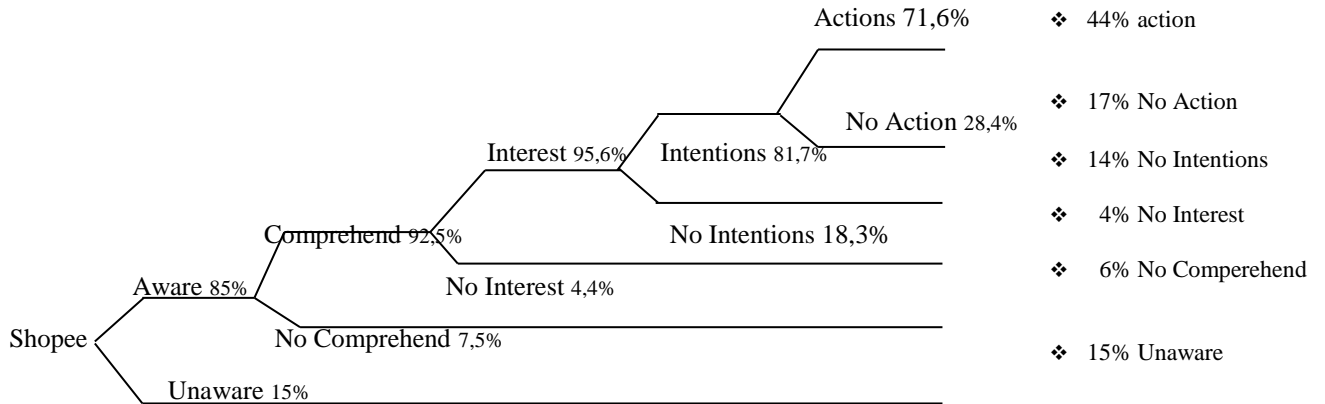 Actions 71,6%
❖ 44% action
❖ 17% No Action
No Action 28,4%
Interest 95,6%
Intentions 81,7%
❖ 14% No Intentions
❖ 4% No Interest
Comprehend 92,5%
No Intentions 18,3%
❖ 6% No Comperehend
Aware 85%
No Interest 4,4%
Shopee
No Comprehend 7,5%
❖ 15% Unaware
Unaware 15%